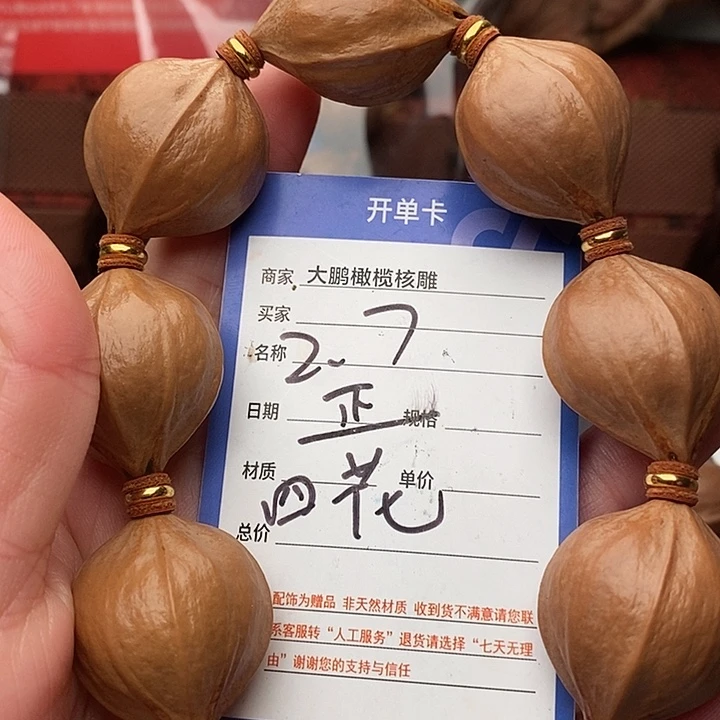 开单卡
商家 大鹏橄榄核雕
买家
名称 2.7
日期 正 规格
材质 四花 单价
总价
配饰为赠品 非天然材质 收到货不满意请您联
系客服转“人工服务”退货请选择“七天无理
由”谢谢您的支持与信任